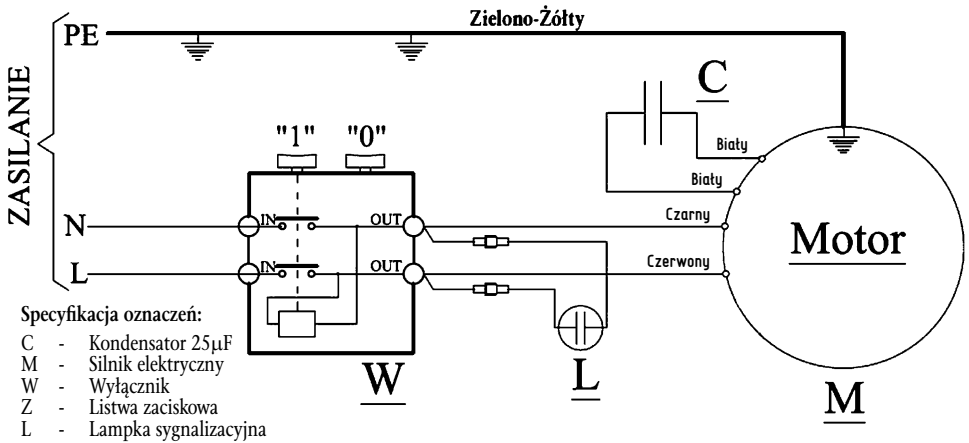 Zielono-Żółty
PE
ZASILANIE
C
"1" "0"
Biały
Biały
IN OUT
Czarny
N
Motor
IN OUT
Czerwony
L
Specyfikacja oznaczeń:
C - Kondensator 25µF
M - Silnik elektryczny
W - Wyłącznik
Z - Listwa zaciskowa
L - Lampka sygnalizacyjna
W
L
M